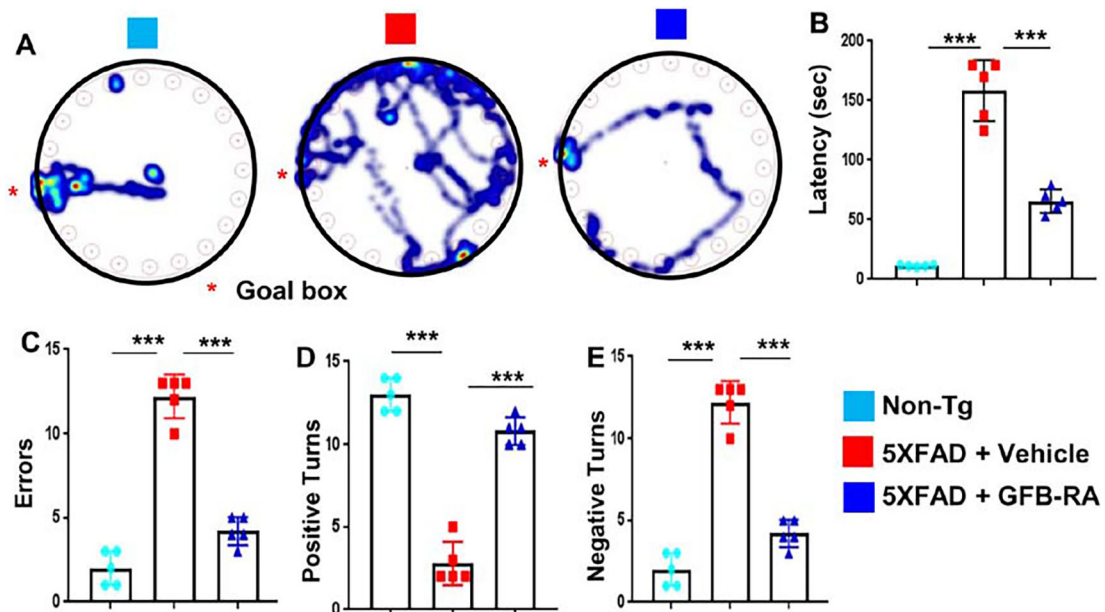 A
*
*
*
* Goal box
B
*** ***
Latency (sec)
200
150
100
50
0
C
*** ***
Errors
15
10
5
0
D
***
***
Positive Turns
15
10
5
0
E
*** ***
Negative Turns
15
10
5
0
Non-Tg
5XFAD + Vehicle
5XFAD + GFB-RA